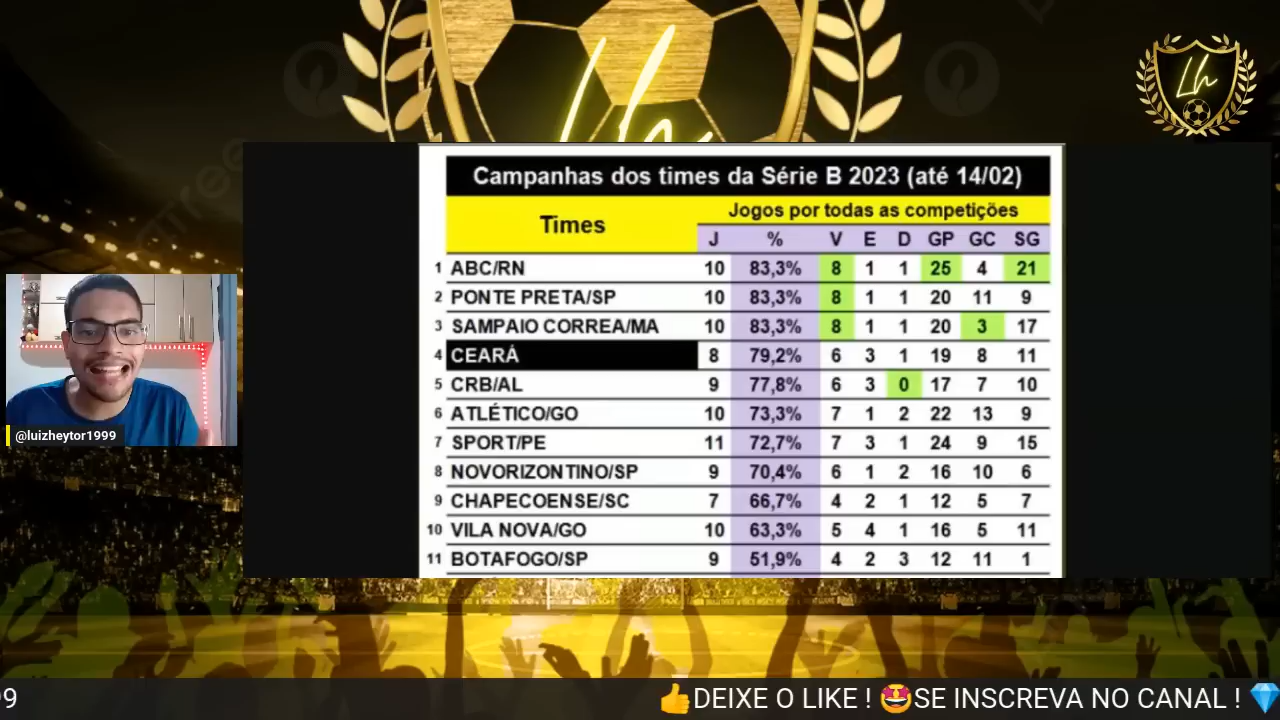 Lh
Lh
Campanhas dos times da Série B 2023 (até 14/02)
Times
Jogos por todas as competições
J % V E D GP GC SG
1 ABC/RN 10 83,3% 8 1 1 25 4 21
2 PONTE PRETA/SP 10 83,3% 8 1 1 20 11 9
3 SAMPAIO CORREA/MA 10 83,3% 8 1 1 20 3 17
4 CEARÁ 8 79,2% 6 3 1 19 8 11
5 CRB/AL 9 77,8% 6 3 0 17 7 10
6 ATLÉTICO/GO 10 73,3% 7 1 2 22 13 9
7 SPORT/PE 11 72,7% 7 3 1 24 9 15
8 NOVORIZONTINO/SP 9 70,4% 6 1 2 16 10 6
9 CHAPECOENSE/SC 7 66,7% 4 2 1 12 5 7
10 VILA NOVA/GO 10 63,3% 5 4 1 16 5 11
11 BOTAFOGO/SP 9 51,9% 4 2 3 12 11 1
@luizheytor1999
9 👍DEIXE O LIKE ! 🤩SE INSCREVA NO CANAL ! 💎